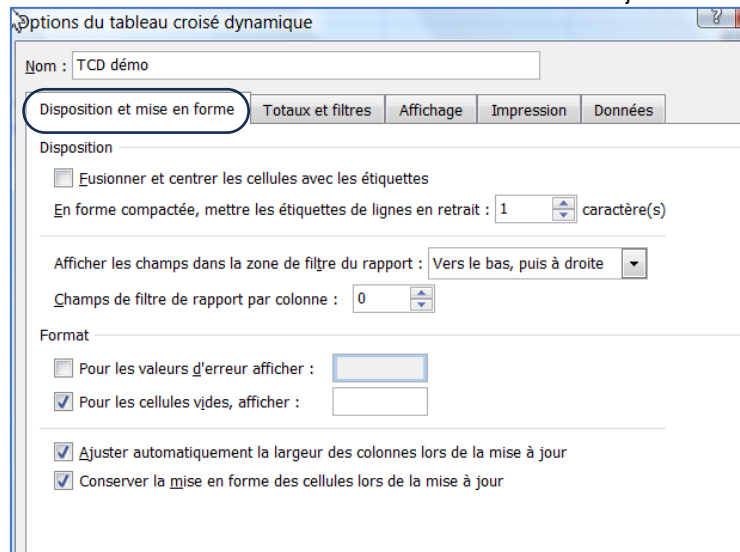 Options du tableau croisé dynamique
?
Nom : TCD démo
Disposition et mise en forme Totaux et filtres Affichage Impression Données
Disposition
Fusionner et centrer les cellules avec les étiquettes
En forme compactée, mettre les étiquettes de lignes en retrait : 1 caractère(s)
Afficher les champs dans la zone de filtre du rapport : Vers le bas, puis à droite
Champs de filtre de rapport par colonne : 0
Format
Pour les valeurs d'erreur afficher :
Pour les cellules vides, afficher :
Ajuster automatiquement la largeur des colonnes lors de la mise à jour
Conserver la mise en forme des cellules lors de la mise à jour